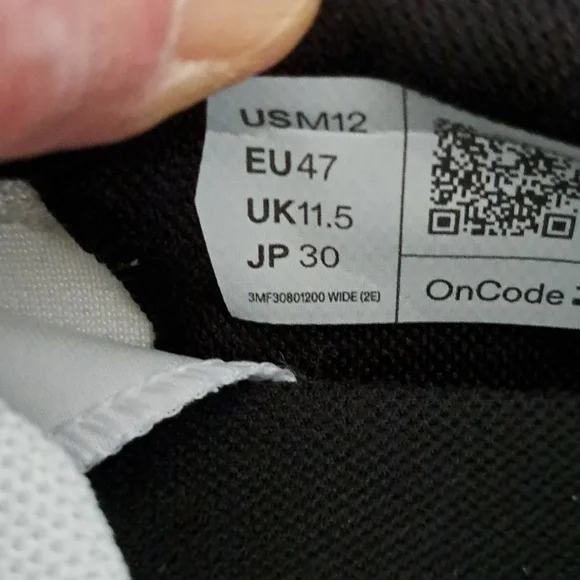 USM12
EU47
UK11.5
JP 30
3MF30801200 WIDE (2E)
OnCode